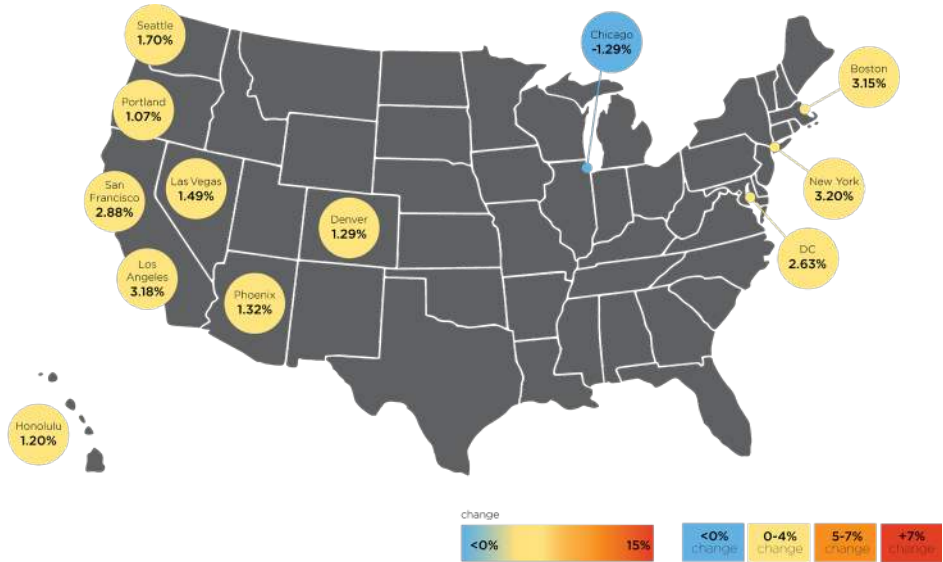 Seattle
1.70%
Chicago
-1.29%
Boston
3.15%
Portland
1.07%
Las Vegas
1.49%
San
Francisco
2.88%
New York
3.20%
Denver
1.29%
DC
2.63%
Los
Angeles
3.18%
Phoenix
1.32%
Honolulu
1.20%
change
<0%
15%
<0%
change
0-4%
change
5-7%
change
+7%
change